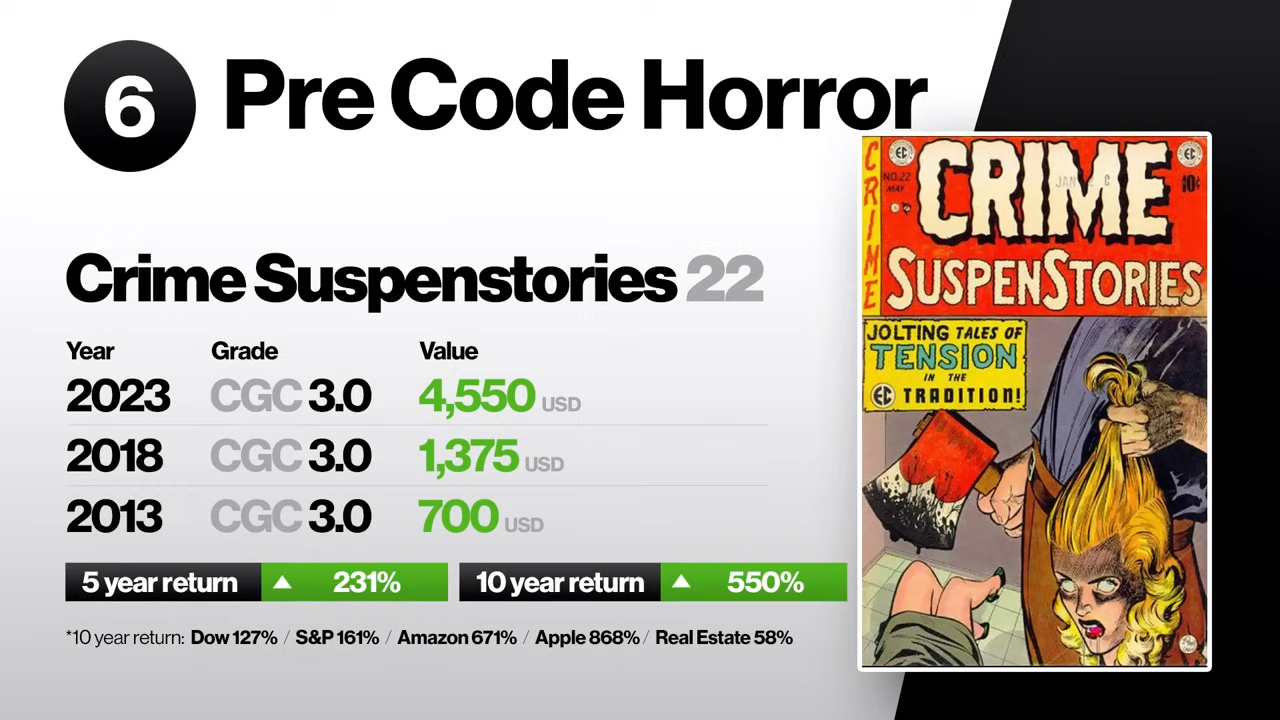 6 Pre Code Horror
Crime Suspenstories 22
Year Grade Value
2023 CGC 3.0 4,550 USD
2018 CGC 3.0 1,375 USD
2013 CGC 3.0 700 USD
5 year return 231% 10 year return 550%
*10 year return: Dow 127% / S&P 161% / Amazon 671% / Apple 868% / Real Estate 58%
CRIME
EC
NO.22
MAY
CRIME
JAN
C
EC
10¢
SUSPENSTORIES
JOLTING TALES OF
TENSION
IN THE
EC TRADITION!